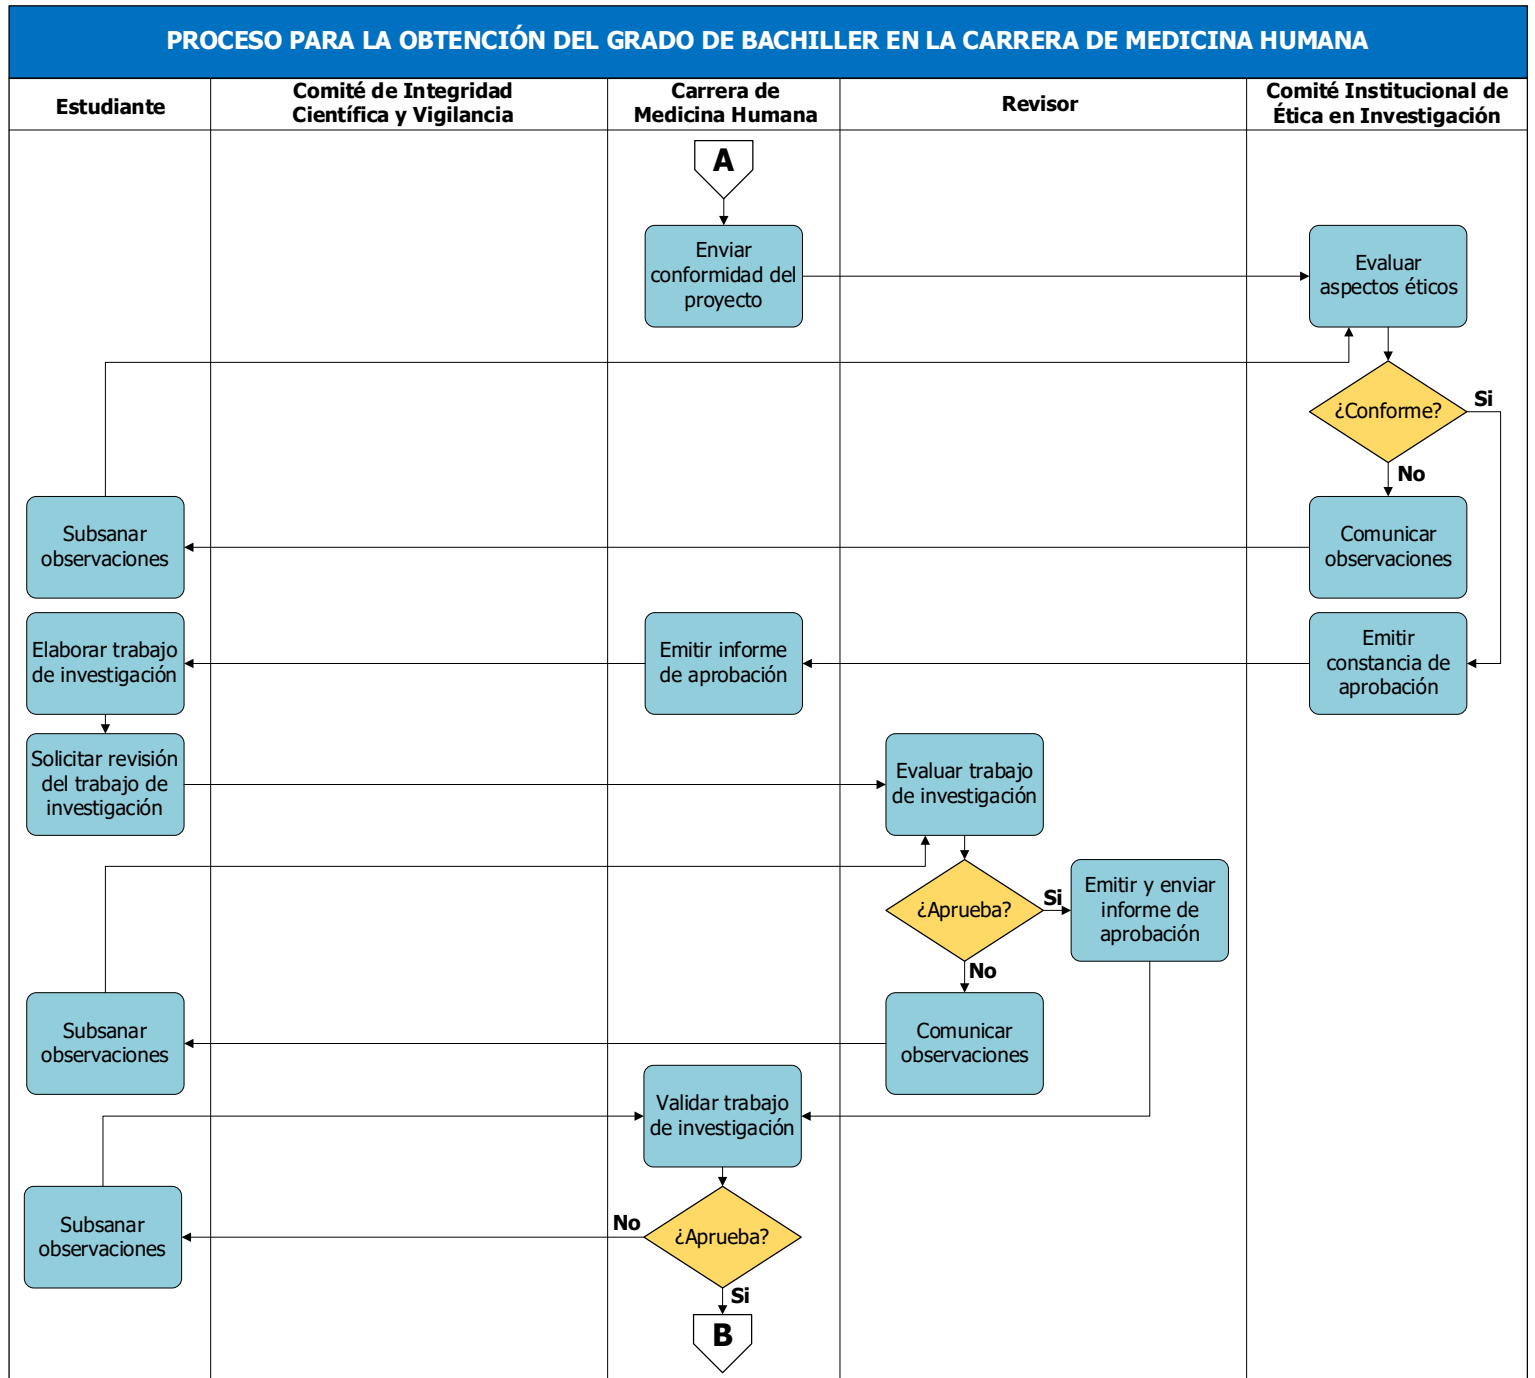 PROCESO PARA LA OBTENCIÓN DEL GRADO DE BACHILLER EN LA CARRERA DE MEDICINA HUMANA
Estudiante
Comité de Integridad
Científica y Vigilancia
Carrera de
Medicina Humana
Revisor
Comité Institucional de
Ética en Investigación
A
Enviar
conformidad del
proyecto
Evaluar
aspectos éticos
¿Conforme?
Si
No
Subsanar
observaciones
Comunicar
observaciones
Elaborar trabajo
de investigación
Emitir informe
de aprobación
Emitir
constancia de
aprobación
Solicitar revisión
del trabajo de
investigación
Evaluar trabajo
de investigación
¿Aprueba?
Si
Emitir y enviar
informe de
aprobación
No
Subsanar
observaciones
Comunicar
observaciones
Validar trabajo
de investigación
Subsanar
observaciones
No
¿Aprueba?
Si
B